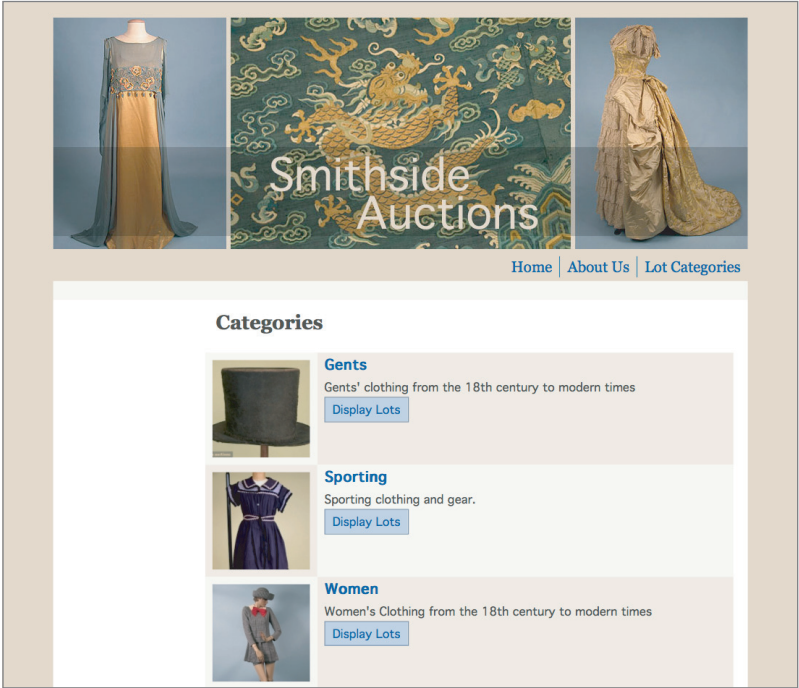 Smithside
Auctions
Home About Us Lot Categories
Categories
Gents
Gents' clothing from the 18th century to modern times
Display Lots
Sporting
Sporting clothing and gear.
Display Lots
Women
Women's Clothing from the 18th century to modern times
Display Lots